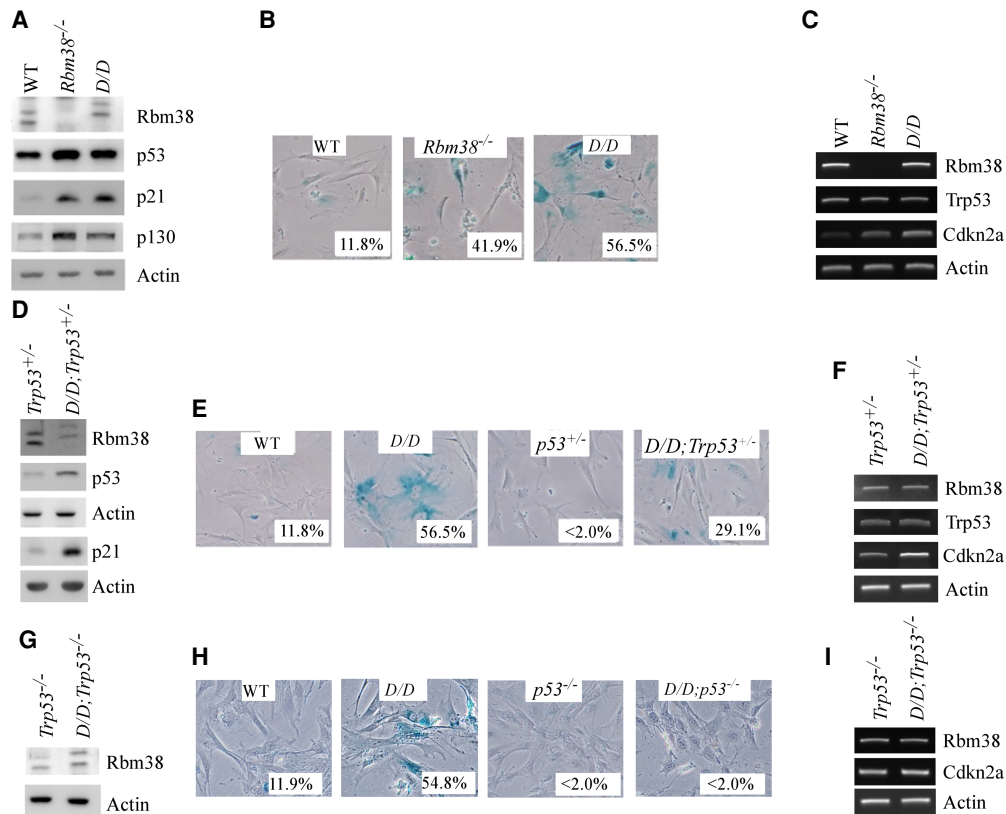 A
WT
Rbm38-/-
D/D
Rbm38
p53
p21
p130
Actin
B
WT
Rbm38-/-
D/D
11.8%
41.9%
56.5%
C
WT
Rbm38-/-
D/D
Rbm38
Trp53
Cdkn2a
Actin
D
Trp53+/-
D/D;Trp53+/-
Rbm38
p53
Actin
p21
Actin
E
WT
D/D
p53+/-
D/D;Trp53+/-
11.8%
56.5%
<2.0%
29.1%
F
Trp53+/-
D/D;Trp53+/-
Rbm38
Trp53
Cdkn2a
Actin
G
Trp53-/-
D/D;Trp53-/-
Rbm38
Actin
H
WT
D/D
p53-/-
D/D;p53-/-
11.9%
54.8%
<2.0%
<2.0%
I
Trp53-/-
D/D;Trp53-/-
Rbm38
Cdkn2a
Actin